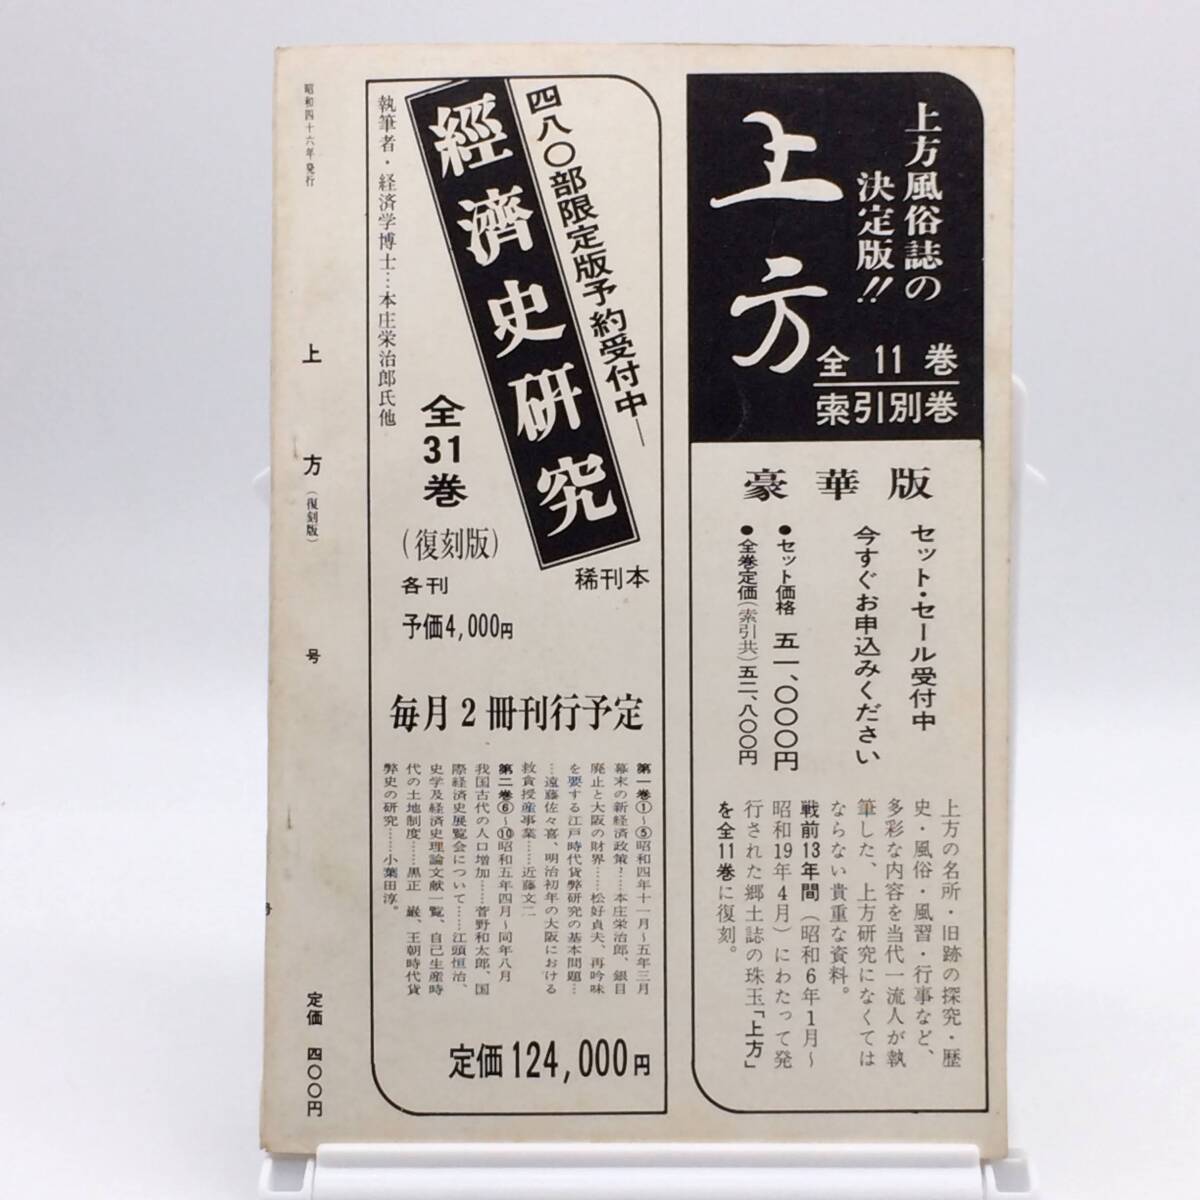 上方風俗誌の
決定版!!
上方
全11巻
索引別巻
豪華版
セット・セール受付中
今すぐお申込みください
●セット価格 五一、〇〇〇円
●全巻定価(索引共)五二、八〇〇円
上方の名所・旧跡の探究・歴
史・風俗・風習・行事など、
多彩な内容を当代一流人が執
筆した、上方研究になくては
ならない貴重な資料。
戦前13年間(昭和6年1月~
昭和19年4月)にわたって発
行された郷土誌の珠玉「上方」
を全11巻に復刻。
四八〇部限定版予約受付中―
經濟史研究
稀刊本
執筆者・経済学博士…本庄栄治郎氏他
全31巻
(復刻版)
各刊
予価4,000円
毎月2冊刊行予定
第一巻①~⑤昭和四年十一月~五年三月
幕末の新経済政策?…本庄栄治郎、銀目
廃止と大阪の財界……松好貞夫、再吟味
を要する江戸時代貨幣研究の基本問題…
…遠藤佐々喜、明治初年の大阪における
救貧授産事業……近藤文二
第二巻⑥~⑩昭和五年四月~同年八月
我国古代の人口増加……菅野和太郎、国
際経済史展覧会について……江頭恒治、
史学及経済史理論文献一覧、自己生産時
代の土地制度……黒正 巌、王朝時代貨
弊史の研究……小葉田淳。
定価124,000円
昭和四十六年発行
上方(復刻版) 号
定価 四〇〇円
号